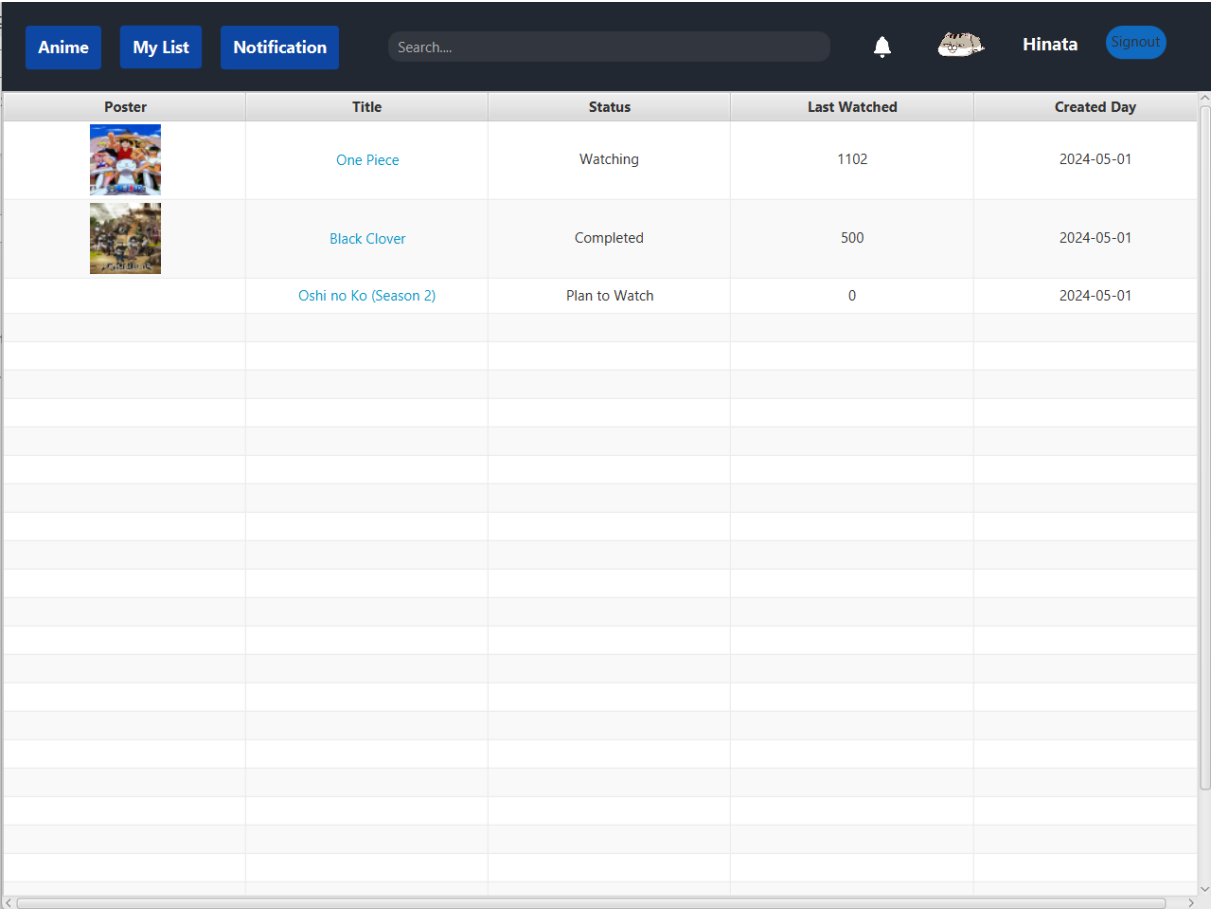 Anime My List Notification Search.... Hinata Signout
Poster Title Status Last Watched Created Day
One Piece Watching 1102 2024-05-01
Black Clover Completed 500 2024-05-01
Oshi no Ko (Season 2) Plan to Watch 0 2024-05-01